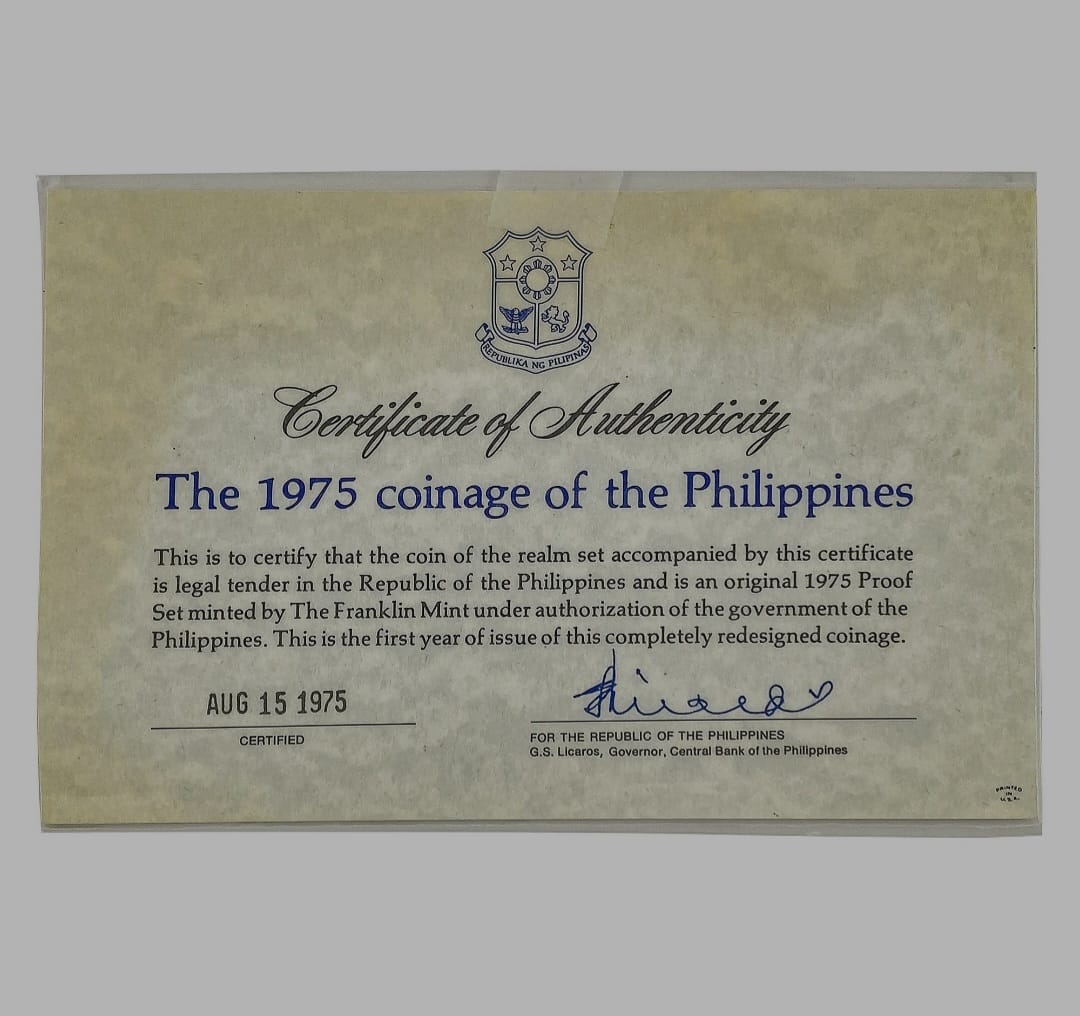 REPUBLIKA NG PILIPINAS
Certificate of Authenticity
The 1975 coinage of the Philippines
This is to certify that the coin of the realm set accompanied by this certificate
is legal tender in the Republic of the Philippines and is an original 1975 Proof
Set minted by The Franklin Mint under authorization of the government of the
Philippines. This is the first year of issue of this completely redesigned coinage.
AUG 15 1975
CERTIFIED
FOR THE REPUBLIC OF THE PHILIPPINES
G.S. Licaros, Governor, Central Bank of the Philippines
PRINTED
IN
U.S.A.